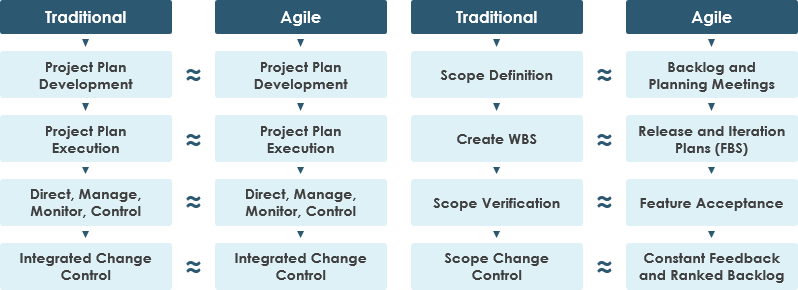 Traditional
Agile
Traditional
Agile
Project Plan
Development
≈
Project Plan
Development
Scope Definition
≈
Backlog and
Planning Meetings
Project Plan
Execution
≈
Project Plan
Execution
Create WBS
≈
Release and Iteration
Plans (FBS)
Direct, Manage,
Monitor, Control
≈
Direct, Manage,
Monitor, Control
Scope Verification
≈
Feature Acceptance
Integrated Change
Control
≈
Integrated Change
Control
Scope Change
Control
≈
Constant Feedback
and Ranked Backlog